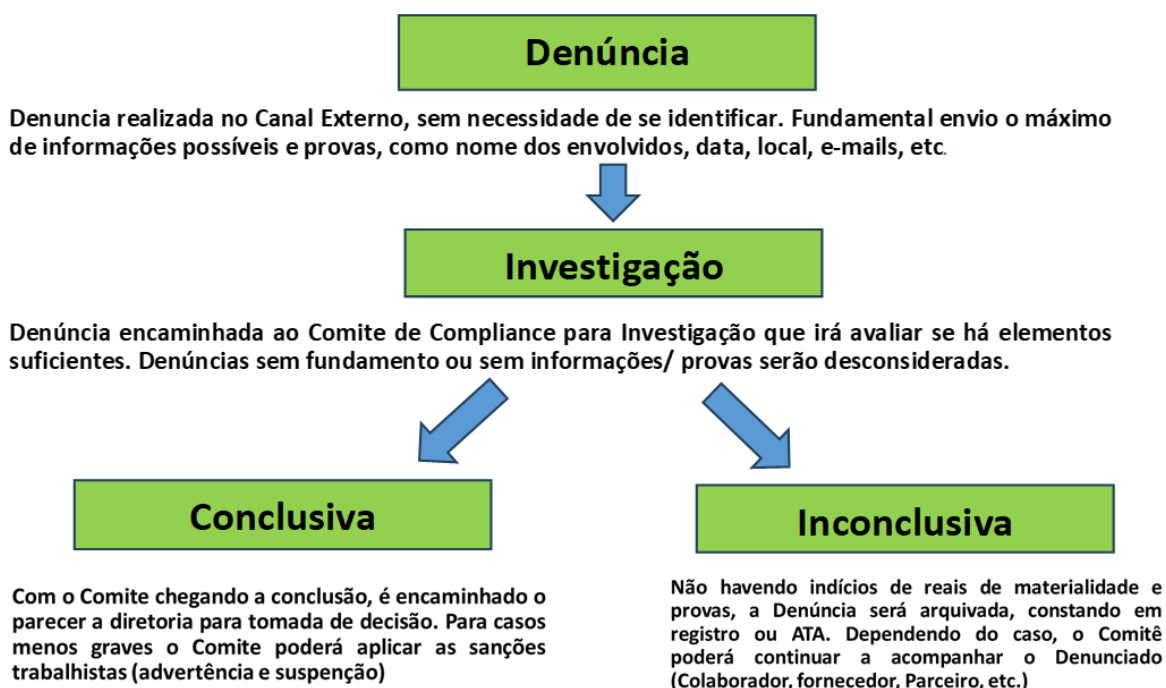 Denúncia
Denuncia realizada no Canal Externo, sem necessidade de se identificar. Fundamental envio o máximo
de informações possíveis e provas, como nome dos envolvidos, data, local, e-mails, etc.
Investigação
Denúncia encaminhada ao Comite de Compliance para Investigação que irá avaliar se há elementos
suficientes. Denúncias sem fundamento ou sem informações/ provas serão desconsideradas.
Conclusiva
Com o Comite chegando a conclusão, é encaminhado o
parecer a diretoria para tomada de decisão. Para casos
menos graves o Comite poderá aplicar as sanções
trabalhistas (advertência e suspenção)
Inconclusiva
Não havendo indícios de reais de materialidade e
provas, a Denúncia será arquivada, constando em
registro ou ATA. Dependendo do caso, o Comitê
poderá continuar a acompanhar o Denunciado
(Colaborador, fornecedor, Parceiro, etc.)